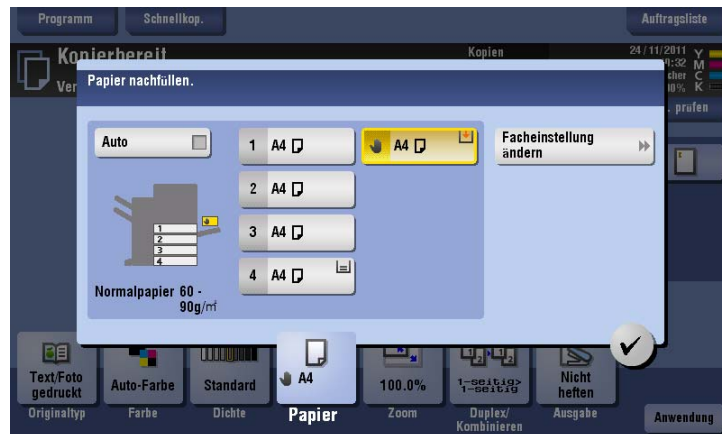 Programm
Schnellkop.
Auftragsliste
Kopierbereit
Kopien
24/11/2011
Y
M
C
K
Ver
Papier nachfüllen.
Auto
1 A4
A4
Facheinstellung
ändern
2 A4
3 A4
4 A4
1
2
3
4
Normalpapier 60 -
90g/m²
Text/Foto
gedruckt
Auto-Farbe
Standard
A4
100.0%
1-seitig>
1-seitig
Nicht
heften
Originaltyp
Farbe
Dichte
Papier
Zoom
Duplex/
Kombinieren
Ausgabe
Anwendung
prüfen